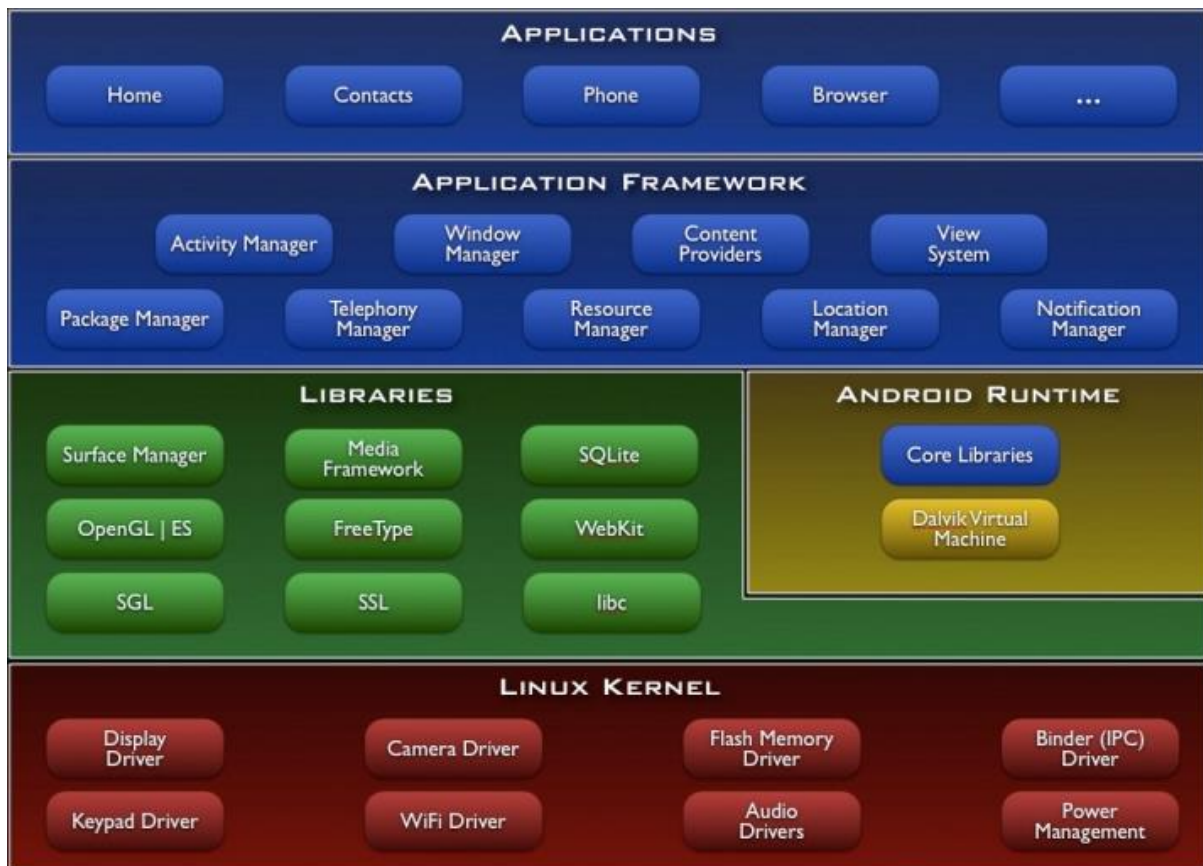 APPLICATIONS
Home
Contacts
Phone
Browser
...
APPLICATION FRAMEWORK
Activity Manager
Window
Manager
Content
Providers
View
System
Package Manager
Telephony
Manager
Resource
Manager
Location
Manager
Notification
Manager
LIBRARIES
Surface Manager
Media
Framework
SQLite
OpenGL | ES
FreeType
WebKit
SGL
SSL
libc
ANDROID RUNTIME
Core Libraries
Dalvik Virtual
Machine
LINUX KERNEL
Display
Driver
Camera Driver
Flash Memory
Driver
Binder (IPC)
Driver
Keypad Driver
WiFi Driver
Audio
Drivers
Power
Management